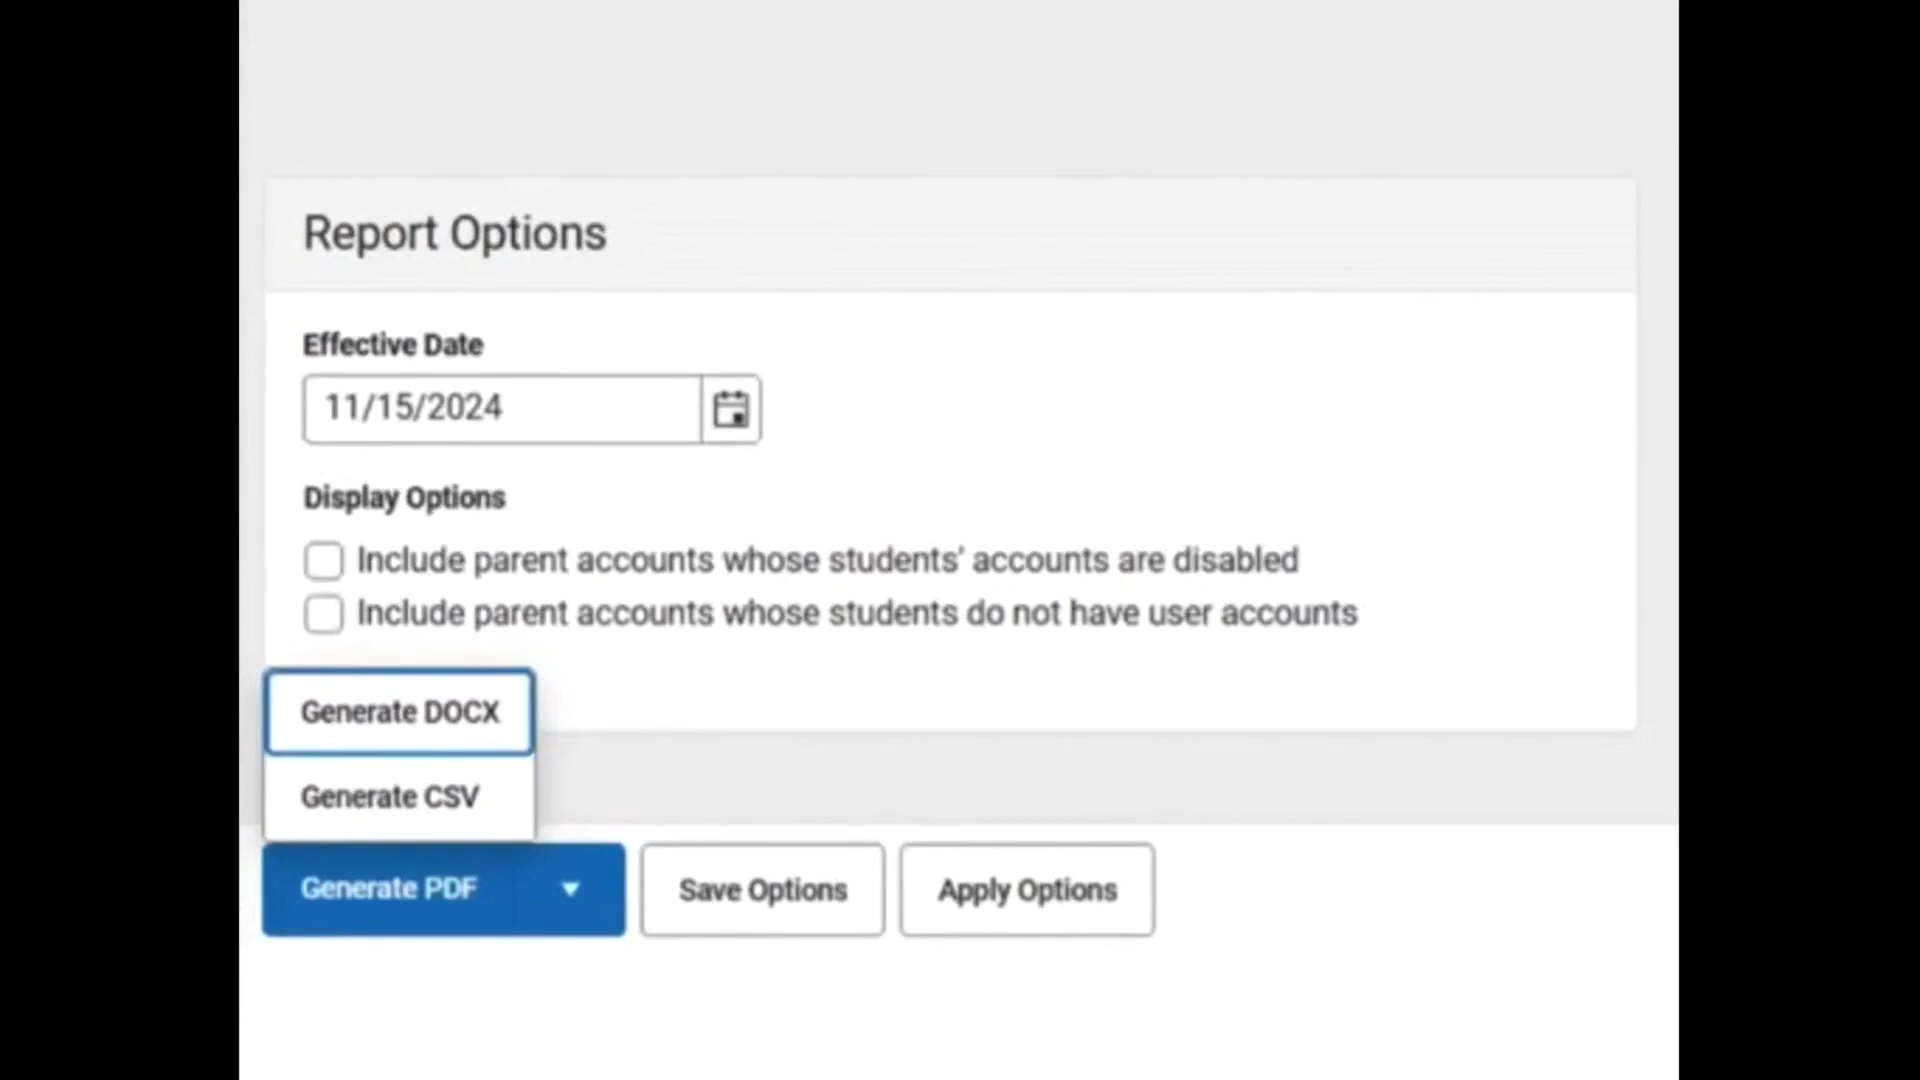 Report Options
Effective Date
11/15/2024
Display Options
Include parent accounts whose students' accounts are disabled
Include parent accounts whose students do not have user accounts
Generate DOCX
Generate CSV
Generate PDF
Save Options
Apply Options